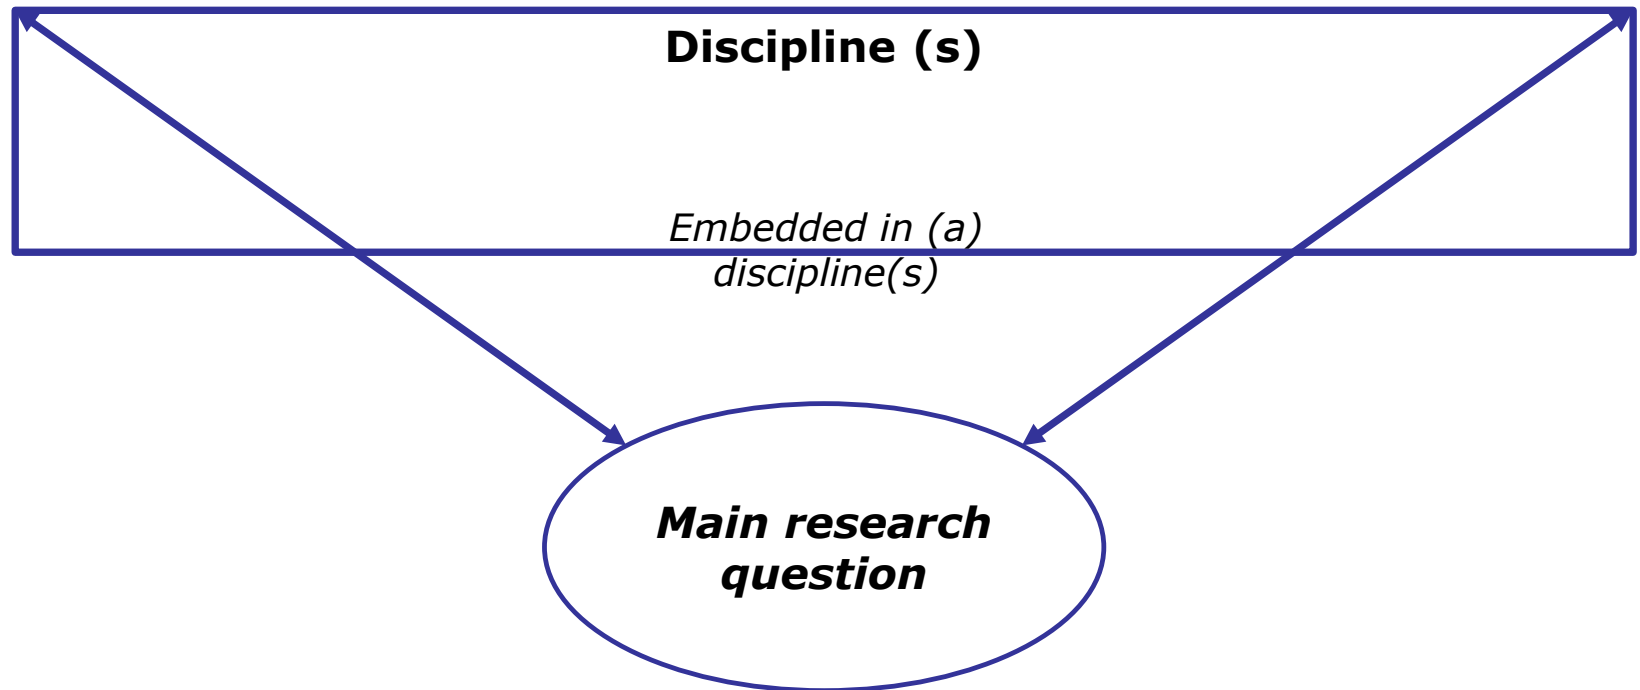 Discipline (s)
Embedded in (a)
discipline(s)
Main research
question